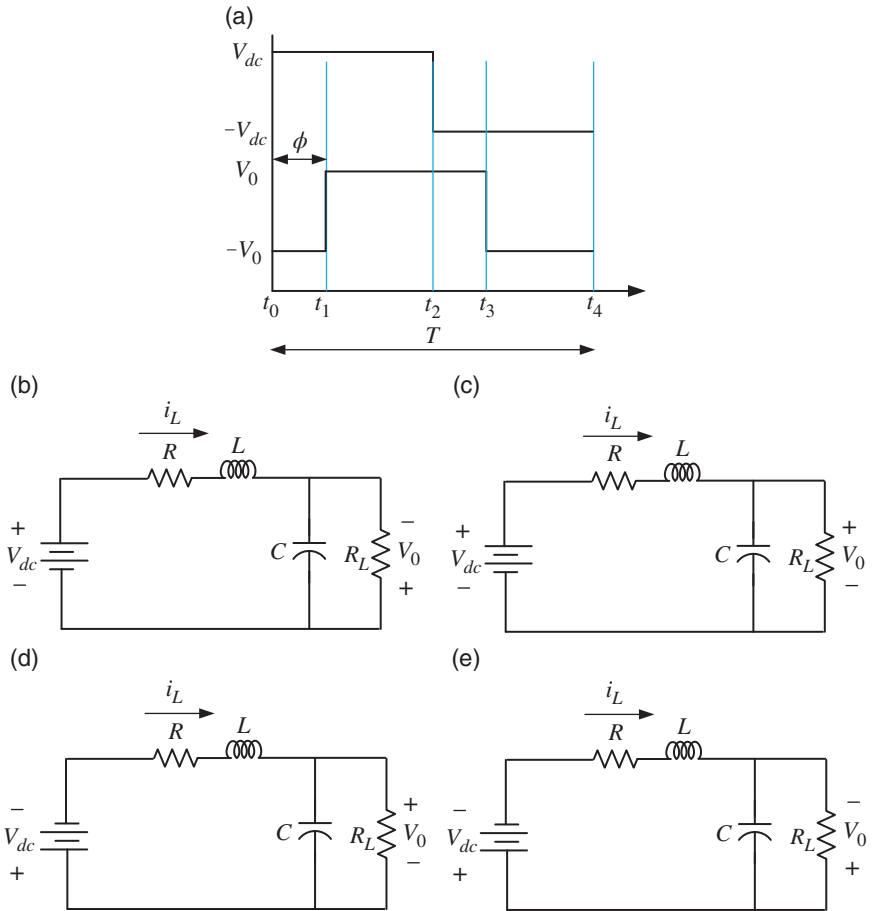 (a)
V_dc
−V_dc
ϕ
V_0
−V_0
t_0 t_1 t_2 t_3 t_4
T
(b)
i_L
R L
+
V_dc
−
C
R_L
−
V_0
+
(c)
i_L
R L
+
V_dc
−
C
R_L
+
V_0
−
(d)
i_L
R L
−
V_dc
+
C
R_L
+
V_0
−
(e)
i_L
R L
−
V_dc
+
C
R_L
−
V_0
+